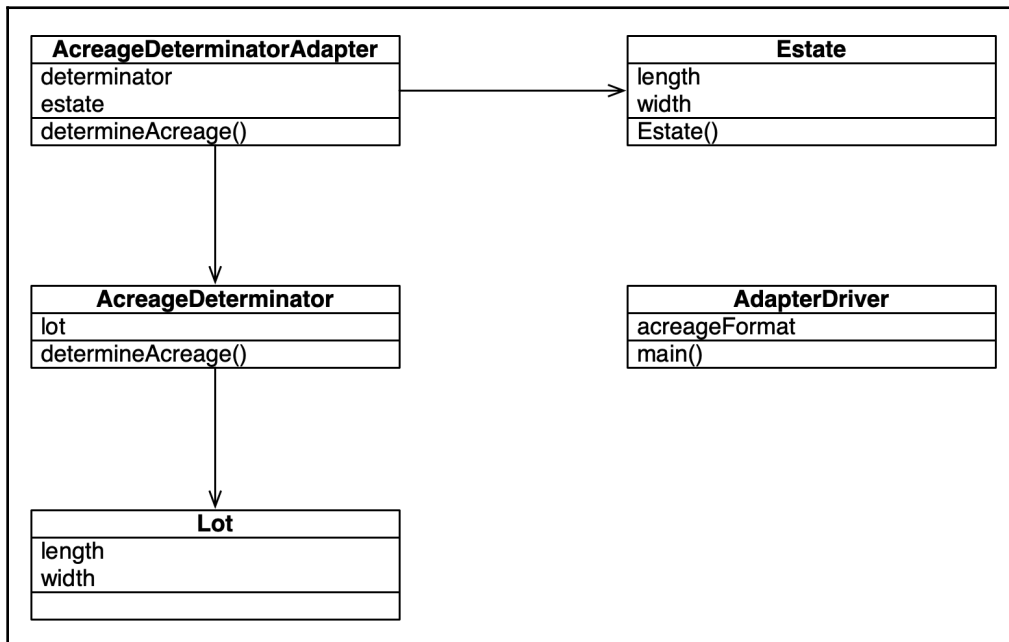 AcreageDeterminatorAdapter
determinator
estate
determineAcreage()
Estate
length
width
Estate()
AcreageDeterminator
lot
determineAcreage()
AdapterDriver
acreageFormat
main()
Lot
length
width